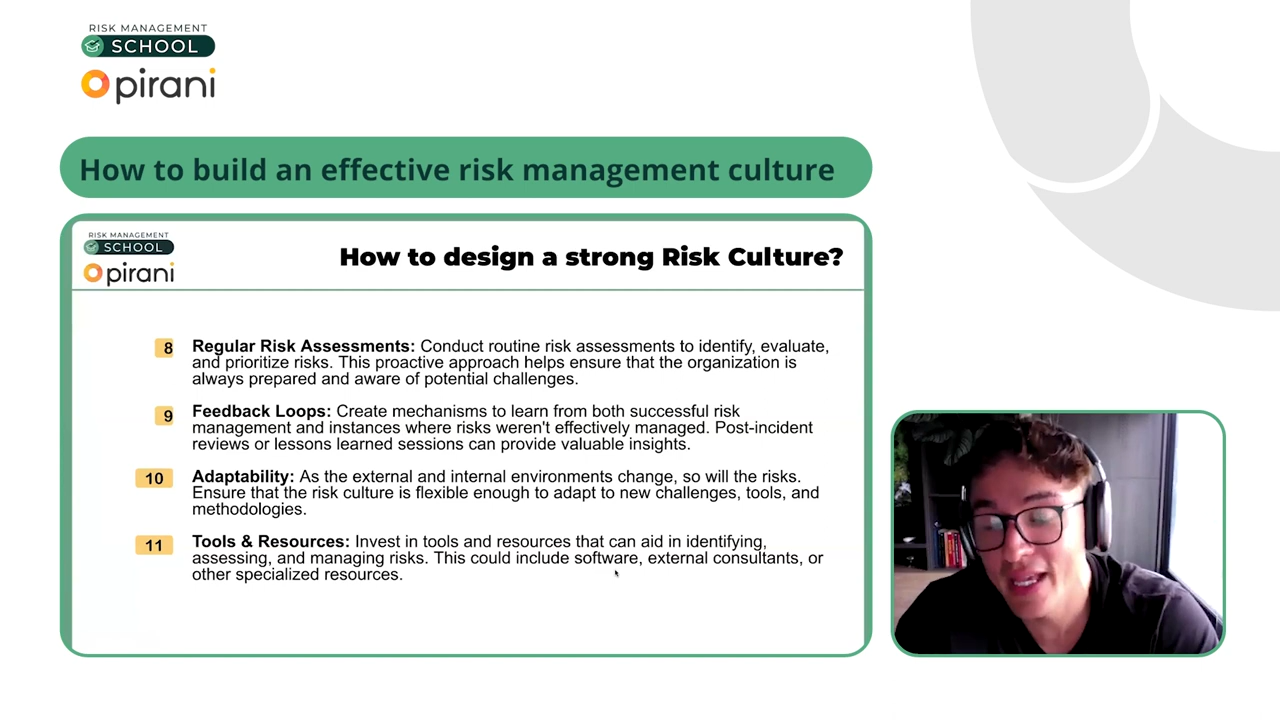 RISK MANAGEMENT
SCHOOL
pirani
How to build an effective risk management culture
RISK MANAGEMENT
SCHOOL
pirani
How to design a strong Risk Culture?
8
Regular Risk Assessments: Conduct routine risk assessments to identify, evaluate,
and prioritize risks. This proactive approach helps ensure that the organization is
always prepared and aware of potential challenges.
9
Feedback Loops: Create mechanisms to learn from both successful risk
management and instances where risks weren't effectively managed. Post-incident
reviews or lessons learned sessions can provide valuable insights.
10
Adaptability: As the external and internal environments change, so will the risks.
Ensure that the risk culture is flexible enough to adapt to new challenges, tools, and
methodologies.
11
Tools & Resources: Invest in tools and resources that can aid in identifying,
assessing, and managing risks. This could include software, external consultants, or
other specialized resources.